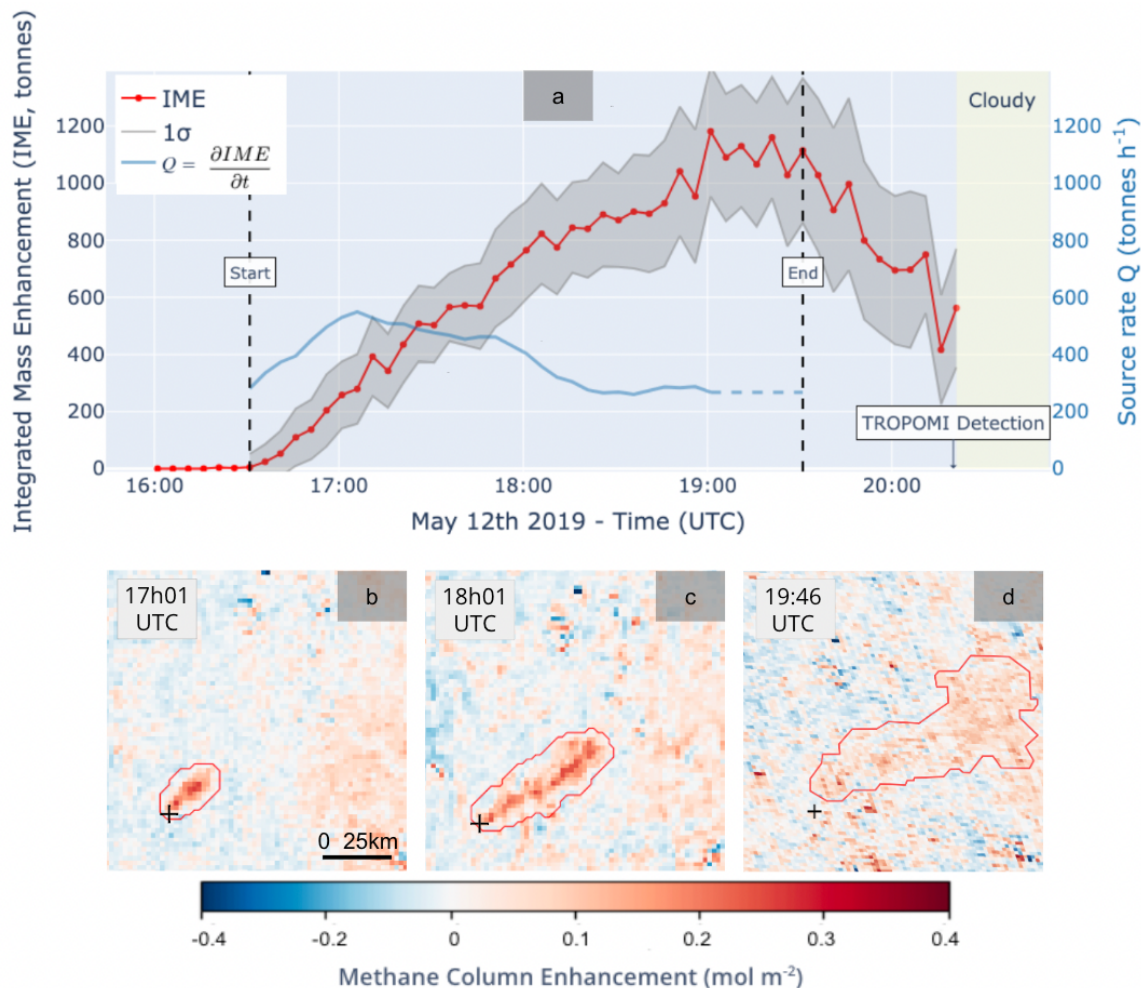 Integrated Mass Enhancement (IME, tonnes)
1200
1000
800
600
400
200
0
IME
1σ
Q = ∂IME/∂t
a
Start
End
Cloudy
TROPOMI Detection
1200
1000
800
600
400
200
0
Source rate Q (tonnes h⁻¹)
16:00 17:00 18:00 19:00 20:00
May 12th 2019 - Time (UTC)
17h01
UTC
b
0 25km
18h01
UTC
c
19:46
UTC
d
-0.4 -0.2 0 0.1 0.2 0.3 0.4
Methane Column Enhancement (mol m⁻²)